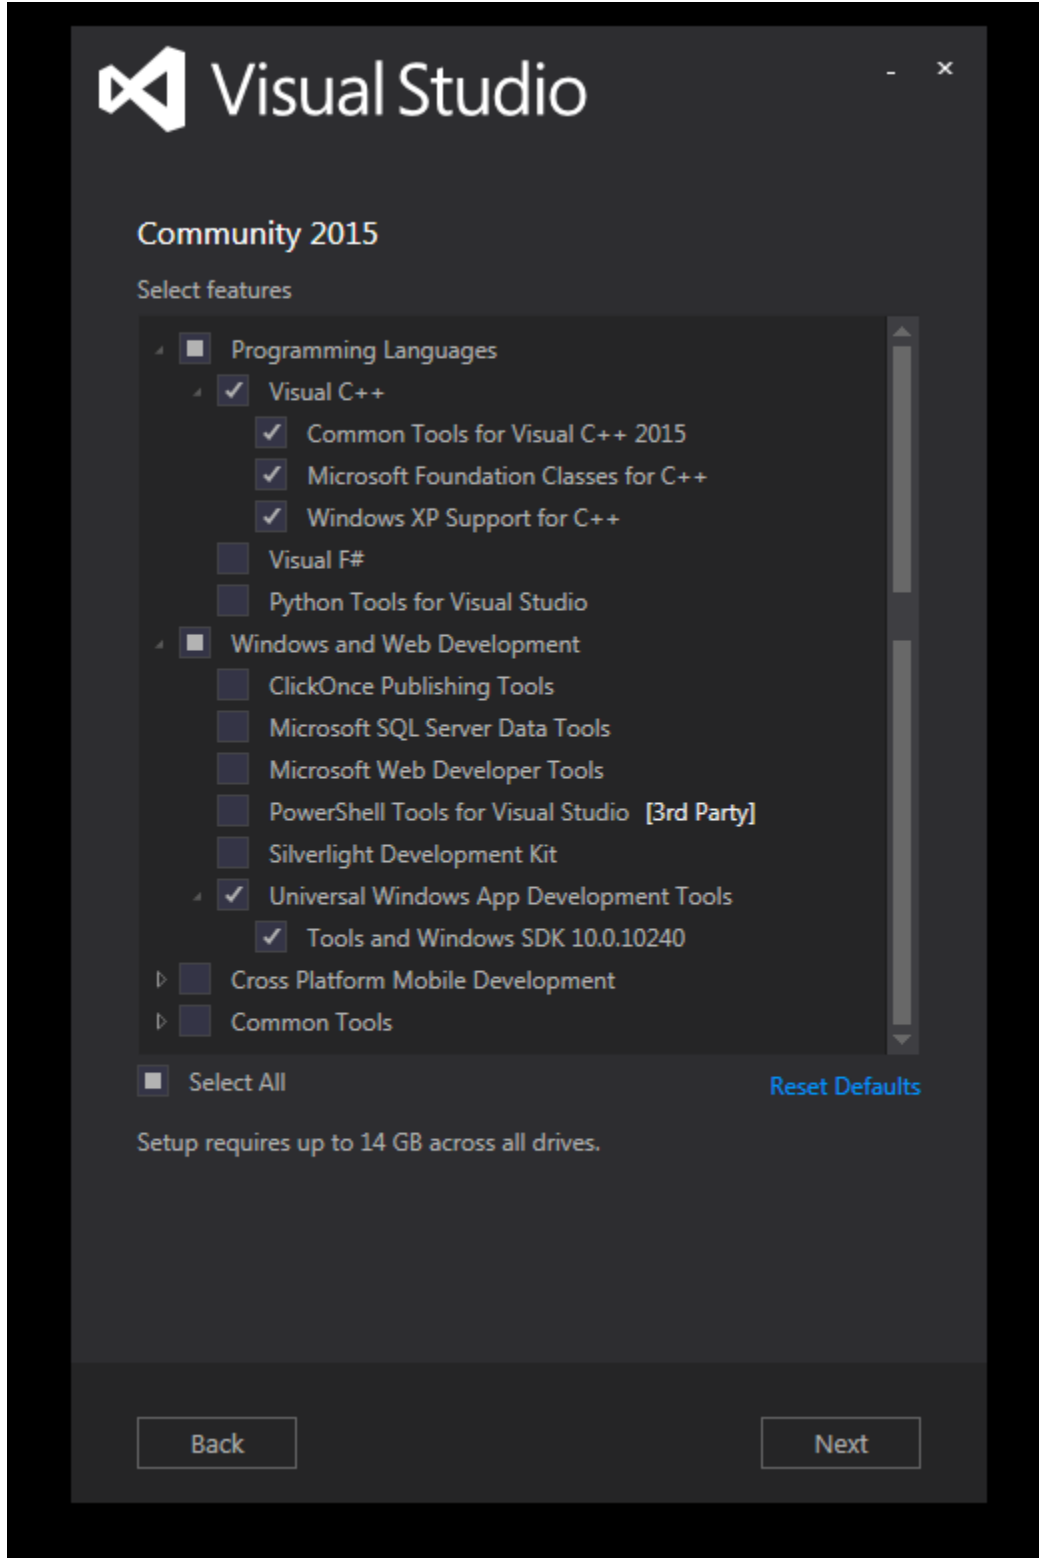 Visual Studio
Community 2015
Select features
Programming Languages
Visual C++
Common Tools for Visual C++ 2015
Microsoft Foundation Classes for C++
Windows XP Support for C++
Visual F#
Python Tools for Visual Studio
Windows and Web Development
ClickOnce Publishing Tools
Microsoft SQL Server Data Tools
Microsoft Web Developer Tools
PowerShell Tools for Visual Studio [3rd Party]
Silverlight Development Kit
Universal Windows App Development Tools
Tools and Windows SDK 10.0.10240
Cross Platform Mobile Development
Common Tools
Select All Reset Defaults
Setup requires up to 14 GB across all drives.
Back Next